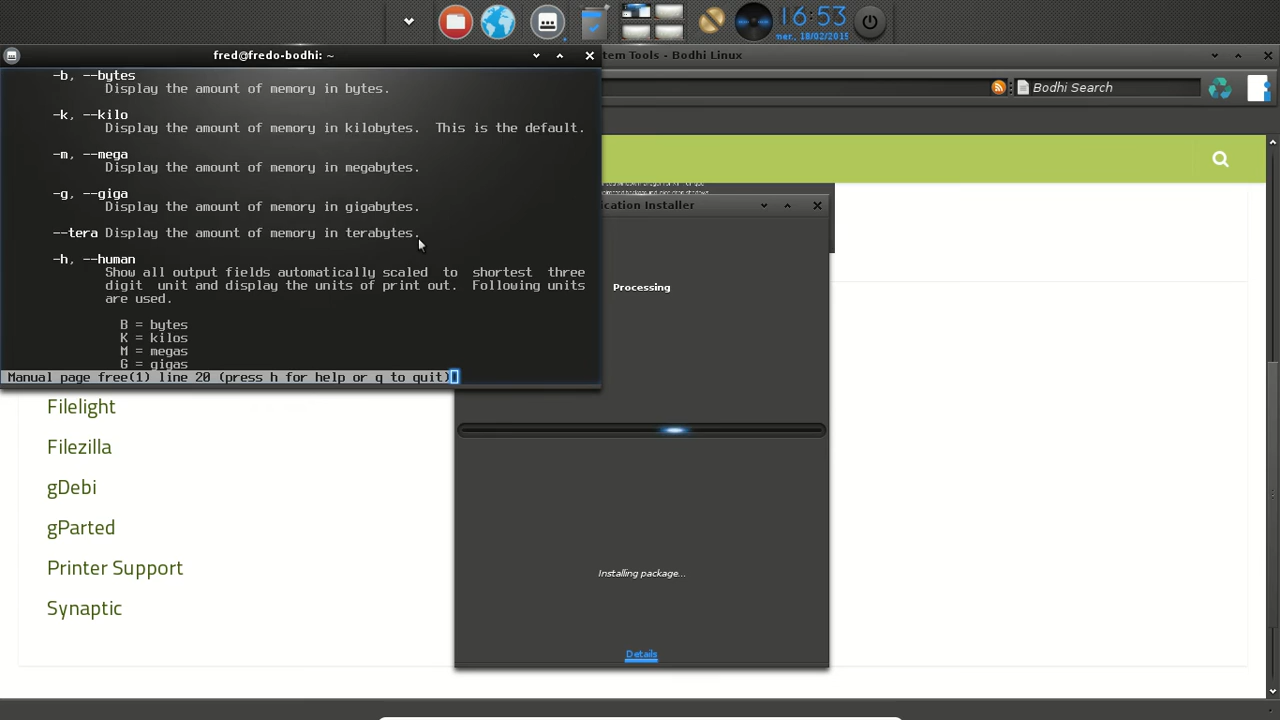 16:53
mer., 18/02/2015
fred@fredo-bodhi: ~
tem Tools - Bodhi Linux
-b, --bytes
Display the amount of memory in bytes.
-k, --kilo
Display the amount of memory in kilobytes.  This is the default.
-m, --mega
Display the amount of memory in megabytes.
-g, --giga
Display the amount of memory in gigabytes.
--tera Display the amount of memory in terabytes.
-h, --human
Show all output fields automatically scaled  to  shortest  three
digit  unit and display the units of print out.  Following units
are used.
B = bytes
K = kilos
M = megas
G = gigas
Manual page free(1) line 20 (press h for help or q to quit)
Bodhi Search
ication Installer
Processing
Installing package...
Details
Filelight
Filezilla
gDebi
gParted
Printer Support
Synaptic